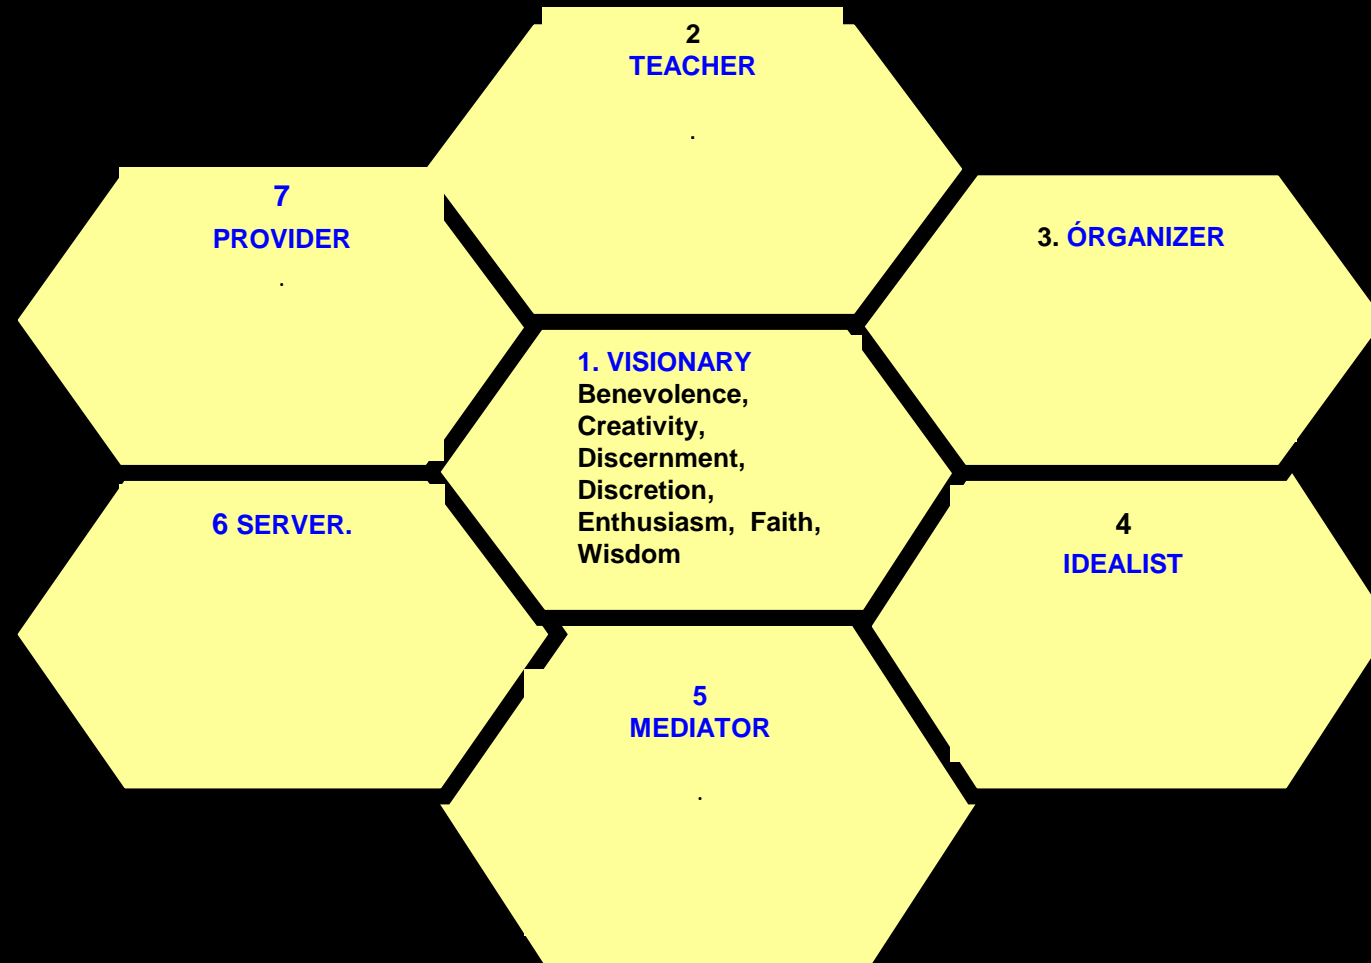 2
TEACHER
.
7
PROVIDER
.
3. ÓRGANIZER
1. VISIONARY
Benevolence,
Creativity,
Discernment,
Discretion,
Enthusiasm,  Faith,
Wisdom
6 SERVER.
4
IDEALIST
5
MEDIATOR
.